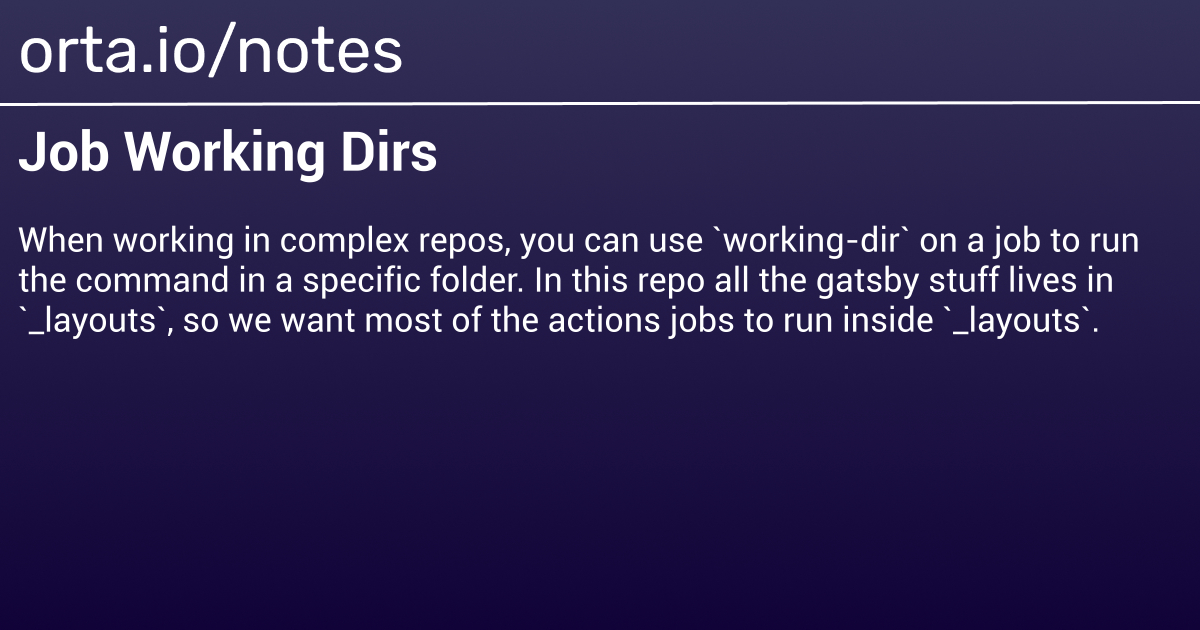 orta.io/notes
Job Working Dirs
When working in complex repos, you can use `working-dir` on a job to run
the command in a specific folder. In this repo all the gatsby stuff lives in
`_layouts`, so we want most of the actions jobs to run inside `_layouts`.